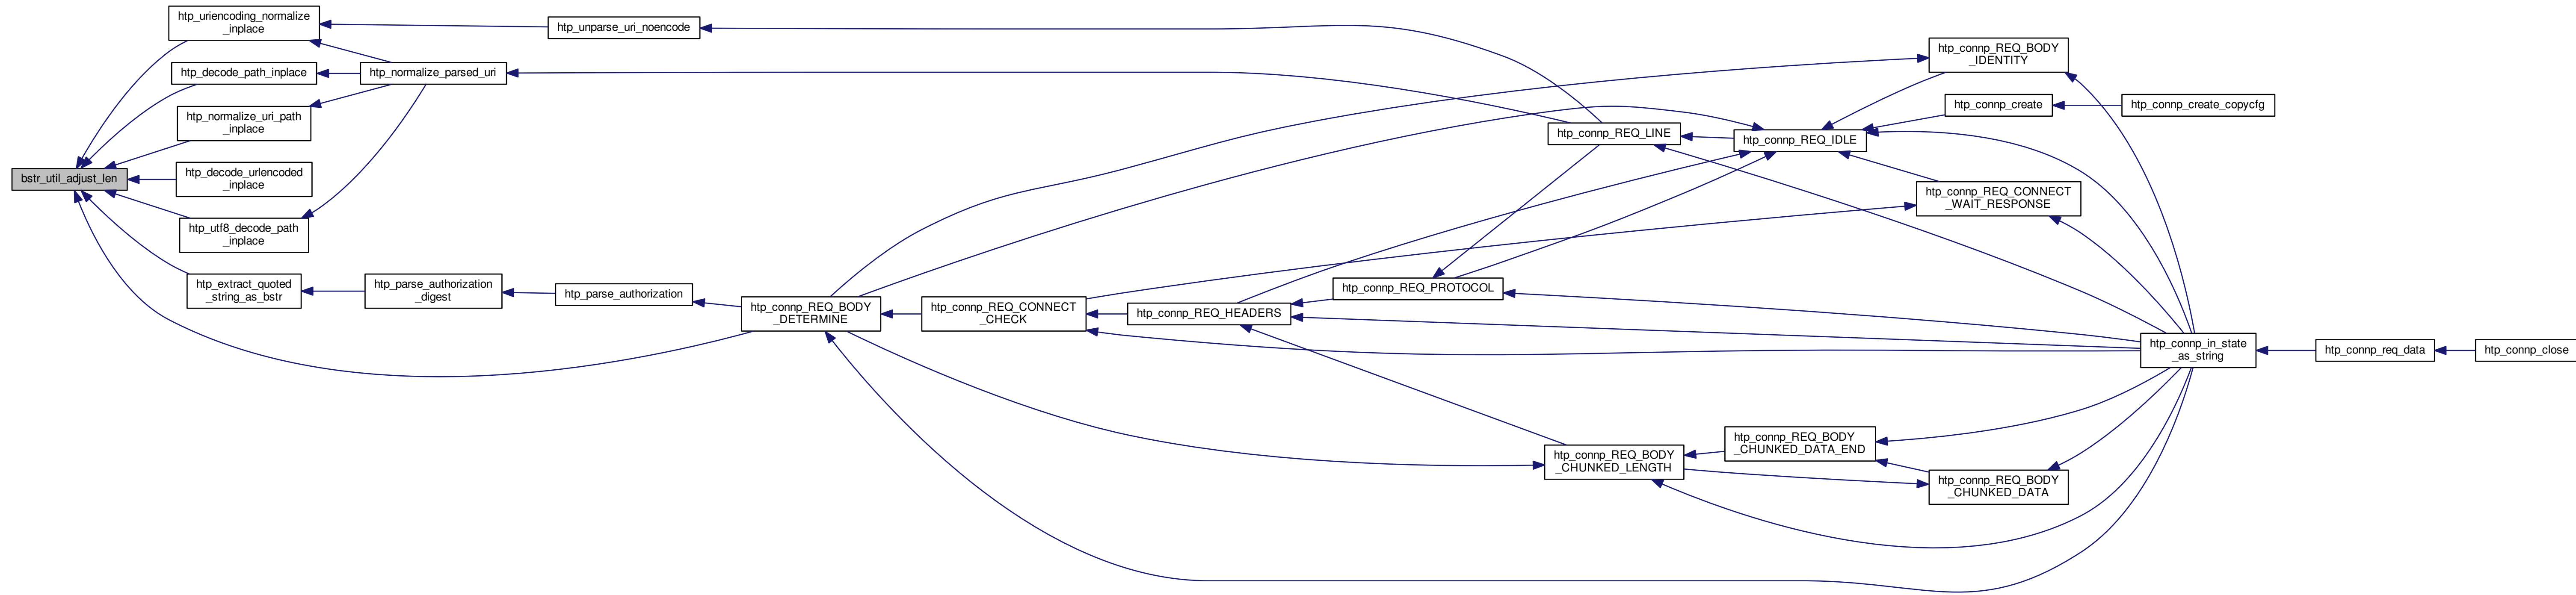 htp_uriencoding_normalize
_inplace
htp_unparse_uri_noencode
htp_decode_path_inplace
htp_normalize_parsed_uri
htp_normalize_uri_path
_inplace
bstr_util_adjust_len
htp_decode_urlencoded
_inplace
htp_utf8_decode_path
_inplace
htp_extract_quoted
_string_as_bstr
htp_parse_authorization
_digest
htp_parse_authorization
htp_connp_REQ_BODY
_DETERMINE
htp_connp_REQ_CONNECT
_CHECK
htp_connp_REQ_HEADERS
htp_connp_REQ_PROTOCOL
htp_connp_REQ_LINE
htp_connp_REQ_IDLE
htp_connp_REQ_BODY
_IDENTITY
htp_connp_create
htp_connp_create_copycfg
htp_connp_REQ_CONNECT
_WAIT_RESPONSE
htp_connp_in_state
_as_string
htp_connp_req_data
htp_connp_close
htp_connp_REQ_BODY
_CHUNKED_LENGTH
htp_connp_REQ_BODY
_CHUNKED_DATA_END
htp_connp_REQ_BODY
_CHUNKED_DATA